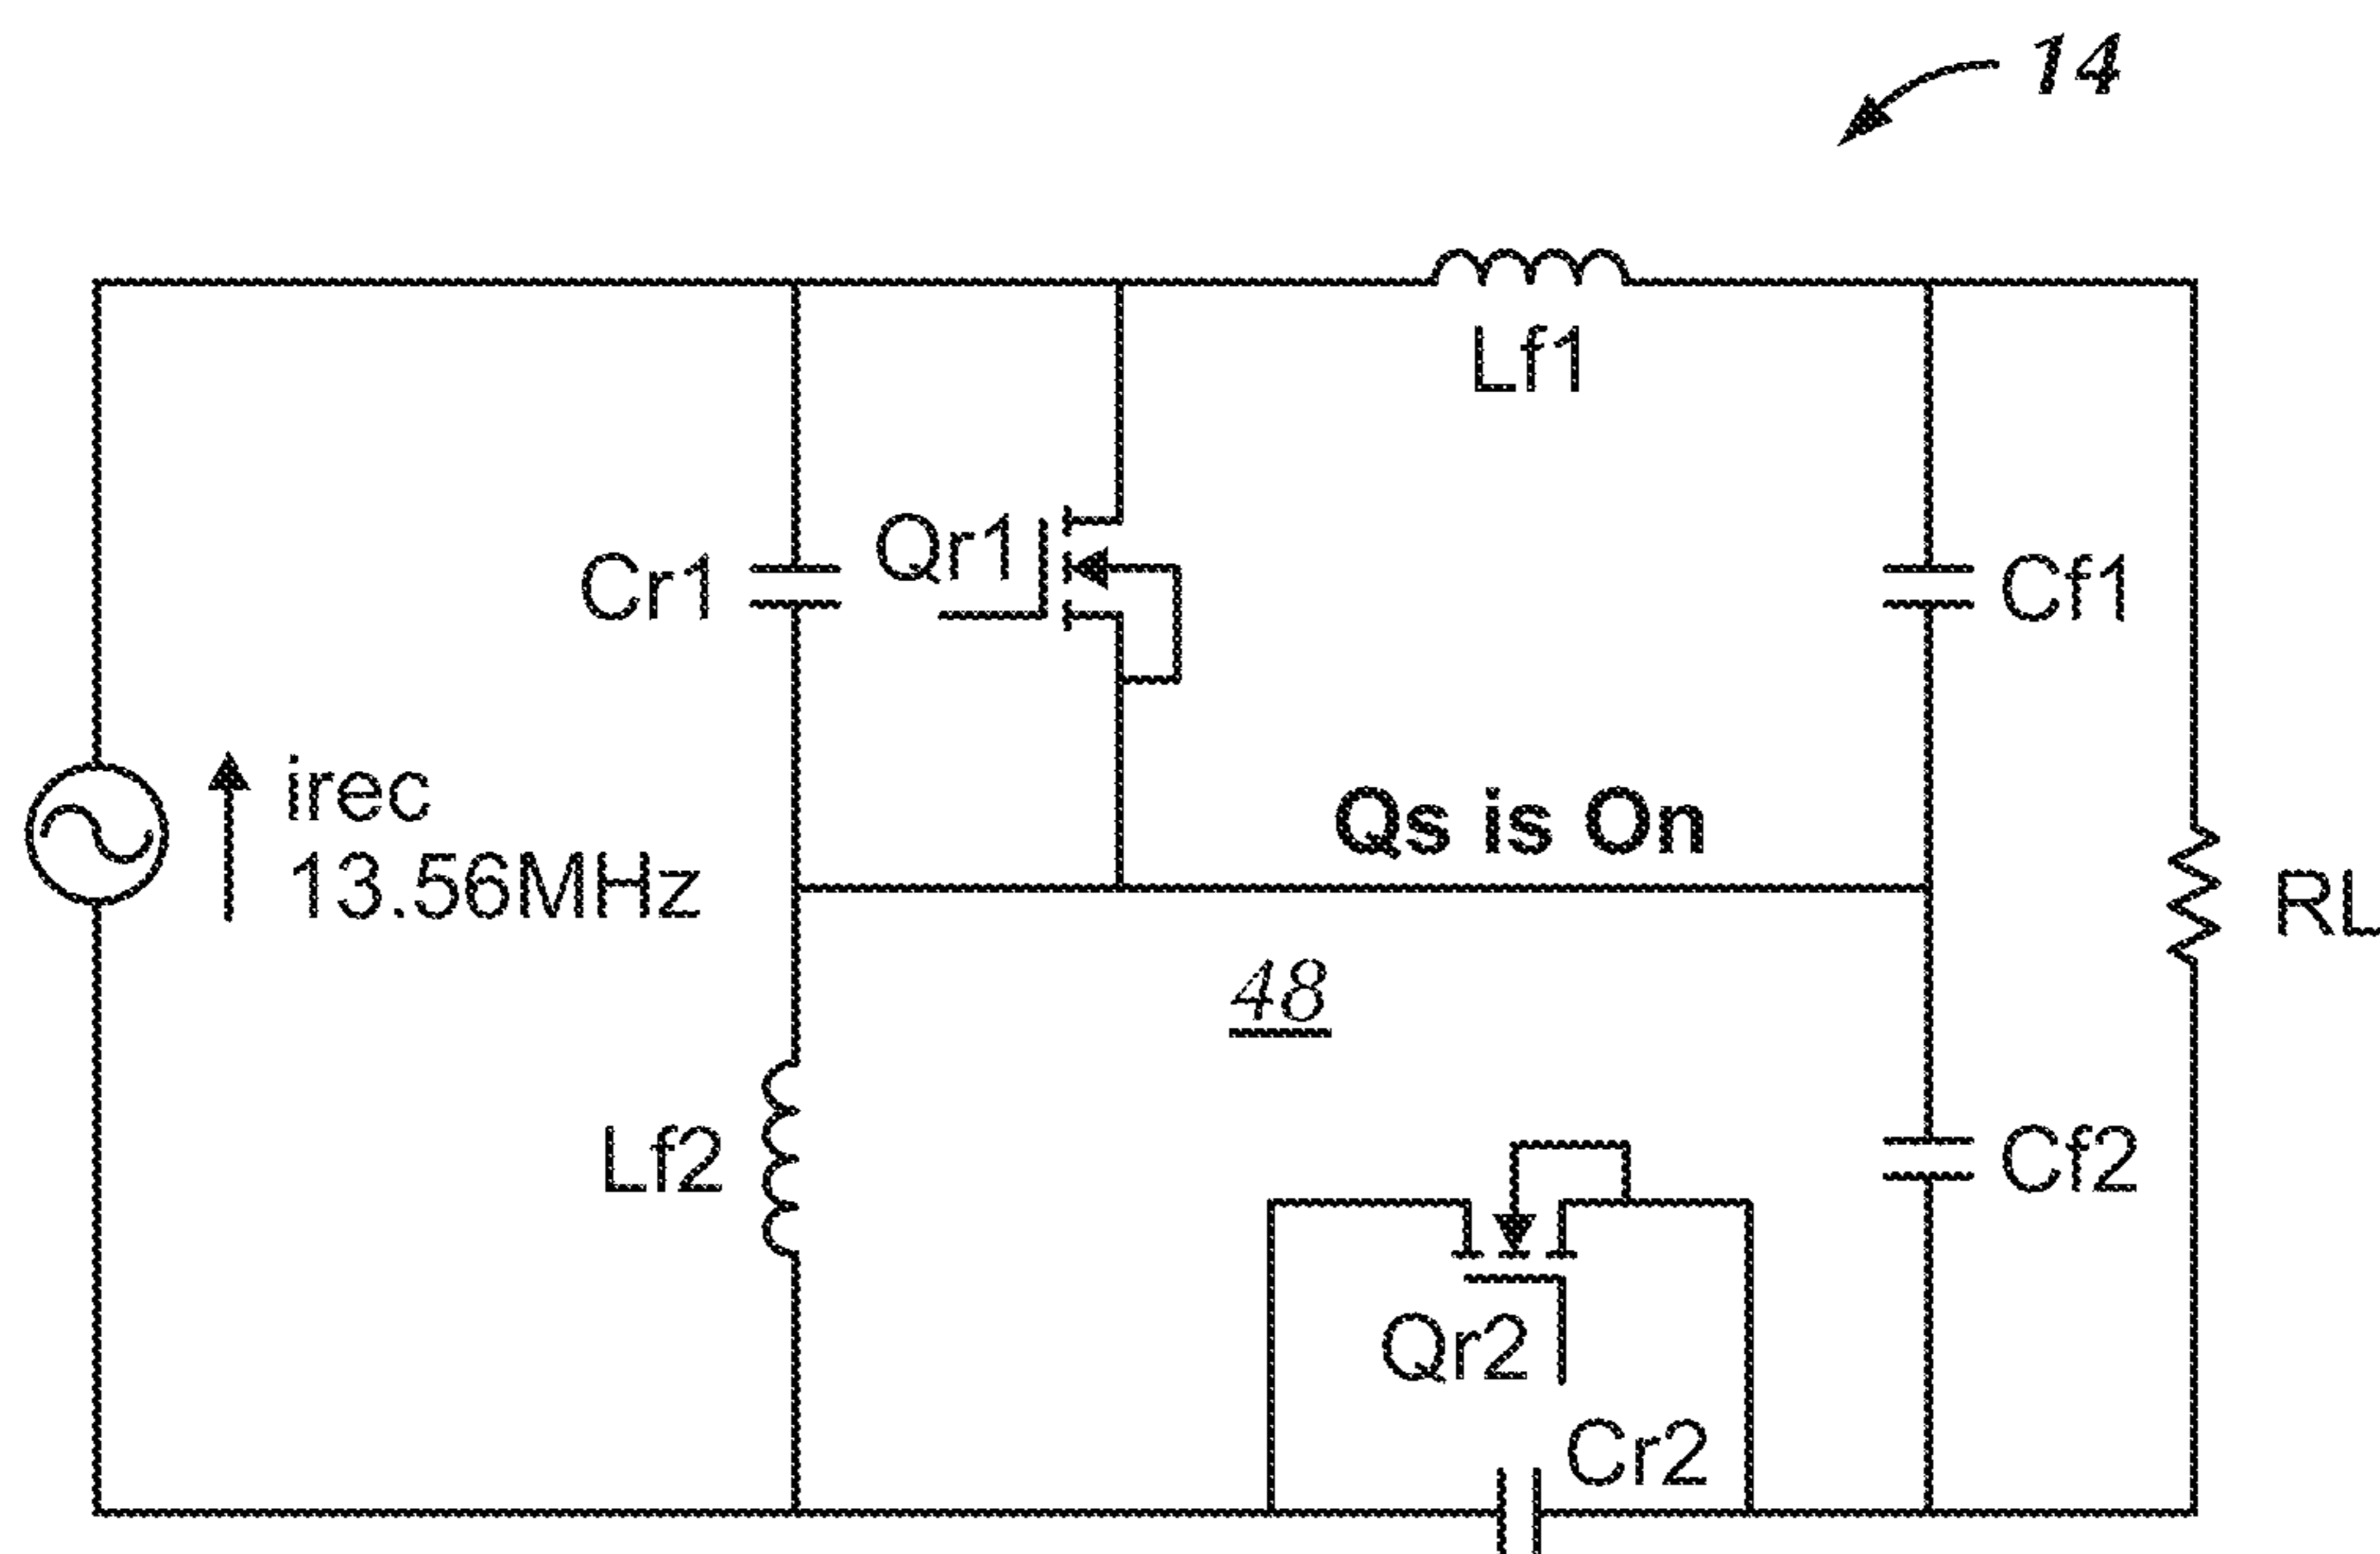 14
Lf1
Cr1
Qr1
Cf1
irec
13.56MHz
Qs is On
RL
48
Lf2
Cf2
Qr2
Cr2